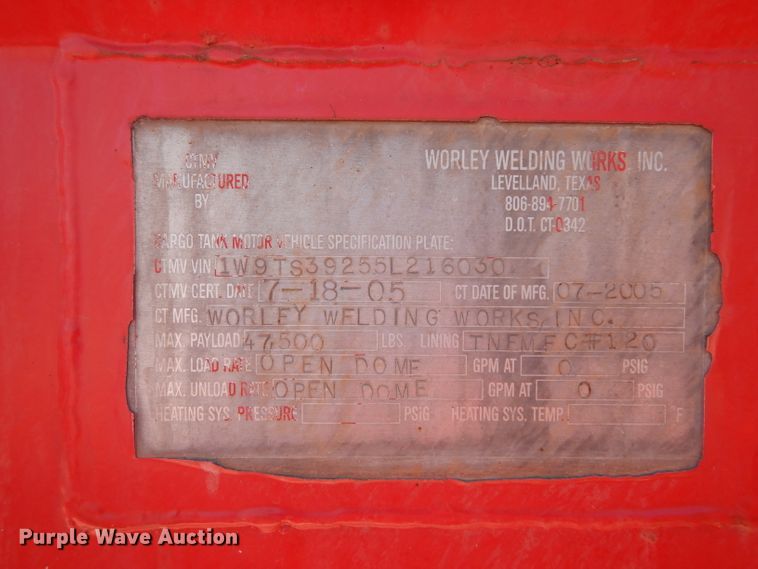 CTMV
MANUFACTURED
BY
WORLEY WELDING WORKS, INC.
LEVELLAND, TEXAS
806-894-7701
D.O.T. CT-0342
CARGO TANK MOTOR VEHICLE SPECIFICATION PLATE:
CTMV VIN 1W9TS39255L216030
CTMV CERT. DATE 7-18-05 CT DATE OF MFG. 07-2005
CT MFG. WORLEY WELDING WORKS, INC.
MAX. PAYLOAD 47500 LBS. LINING TNEMEC#120
MAX. LOAD RATE OPEN DOME GPM AT 0 PSIG
MAX. UNLOAD RATE OPEN DOME GPM AT 0 PSIG
HEATING SYS. PRESSURE PSIG HEATING SYS. TEMP. °F
Purple Wave Auction